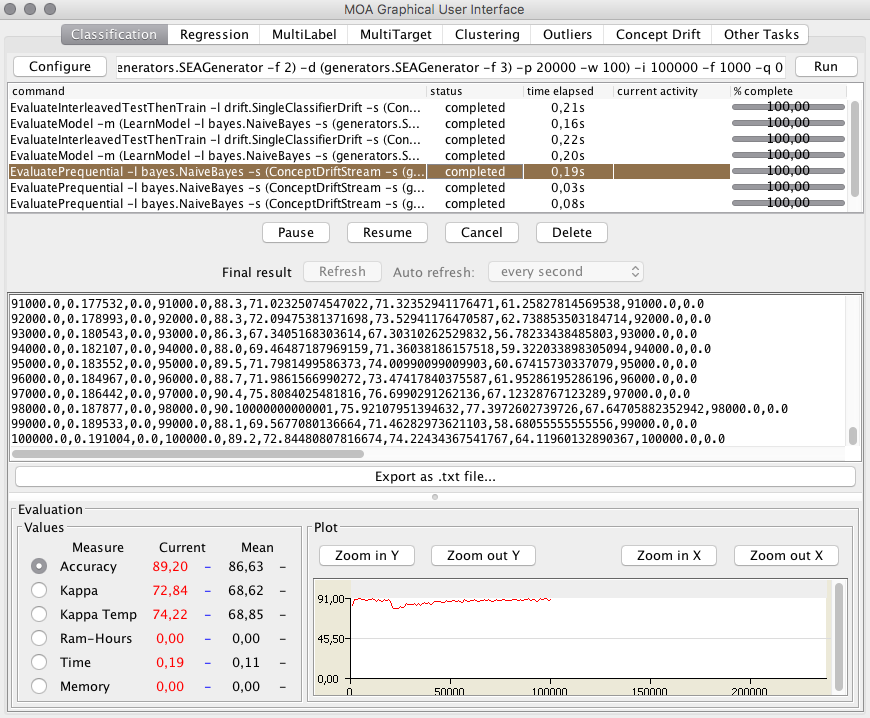 MOA Graphical User Interface
Classification Regression MultiLabel MultiTarget Clustering Outliers Concept Drift Other Tasks
Configure generators.SEAGenerator -f 2) -d (generators.SEAGenerator -f 3) -p 20000 -w 100) -i 100000 -f 1000 -q 0 Run
command status time elapsed current activity % complete
EvaluateInterleavedTestThenTrain -l drift.SingleClassifierDrift -s (Con... completed 0,21s 100,00
EvaluateModel -m (LearnModel -l bayes.NaiveBayes -s (generators.S... completed 0,16s 100,00
EvaluateInterleavedTestThenTrain -l drift.SingleClassifierDrift -s (Con... completed 0,22s 100,00
EvaluateModel -m (LearnModel -l bayes.NaiveBayes -s (generators.S... completed 0,20s 100,00
EvaluatePrequential -l bayes.NaiveBayes -s (ConceptDriftStream -s (g... completed 0,19s 100,00
EvaluatePrequential -l bayes.NaiveBayes -s (ConceptDriftStream -s (g... completed 0,03s 100,00
EvaluatePrequential -l bayes.NaiveBayes -s (ConceptDriftStream -s (g... completed 0,08s 100,00
Pause Resume Cancel Delete
Final result Refresh Auto refresh: every second
91000.0,0.177532,0.0,91000.0,88.3,71.02325074547022,71.32352941176471,61.25827814569538,91000.0,0.0
92000.0,0.178993,0.0,92000.0,88.3,72.09475381371698,73.52941176470587,62.7388535031847​14,92000.0,0.0
93000.0,0.180543,0.0,93000.0,86.3,67.3405168303614,67.30310262529832,56.78233438485803,93000.0,0.0
94000.0,0.182107,0.0,94000.0,88.0,69.46487187969159,71.36038186157518,59.322033898305094,94000.0,0.0
95000.0,0.183552,0.0,95000.0,89.5,71.7981499586373,74.00990099009903,60.67415730337079,95000.0,0.0
96000.0,0.184967,0.0,96000.0,88.7,71.9861566990272,73.47417840375587,61.95286195286196,96000.0,0.0
97000.0,0.186442,0.0,97000.0,90.4,75.8084025481816,76.6990291262136,67.12328767123289,97000.0,0.0
98000.0,0.187877,0.0,98000.0,90.10000000000001,75.92107951394632,77.3972602739726,67.64705882352942,98000.0,0.0
99000.0,0.189533,0.0,99000.0,88.1,69.5677080136664,71.46282973621103,58.68055555555556,99000.0,0.0
100000.0,0.191004,0.0,100000.0,89.2,72.84480807816674,74.22434367541767,64.11960132890367,100000.0,0.0
Export as .txt file...
Evaluation
Values Plot
Measure Current Mean
Zoom in Y Zoom out Y Zoom in X Zoom out X
Accuracy 89,20 - 86,63 -
Kappa 72,84 - 68,62 -
Kappa Temp 74,22 - 68,85 -
Ram-Hours 0,00 - 0,00 -
Time 0,19 - 0,11 -
Memory 0,00 - 0,00 -
91,00
45,50
0,00
0 50000 100000 150000 200000